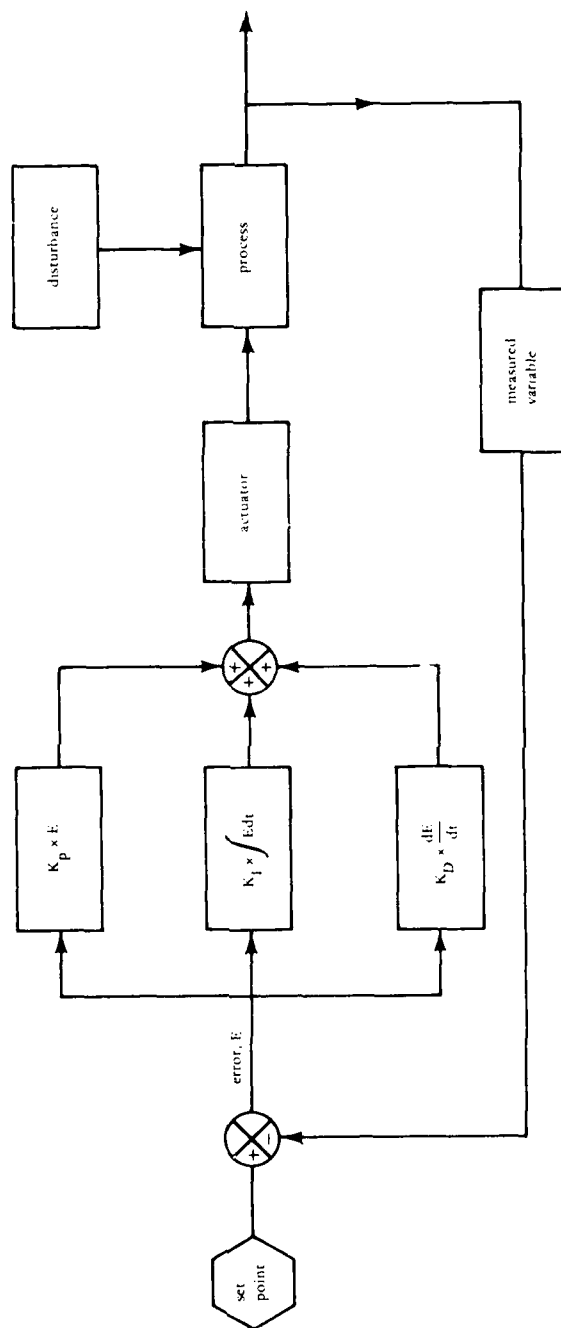 disturbance
K_P × E
K_I × ∫ Edt
K_D × dE/dt
set
point
+
−
error, E
+
+
+
actuator
process
measured
variable